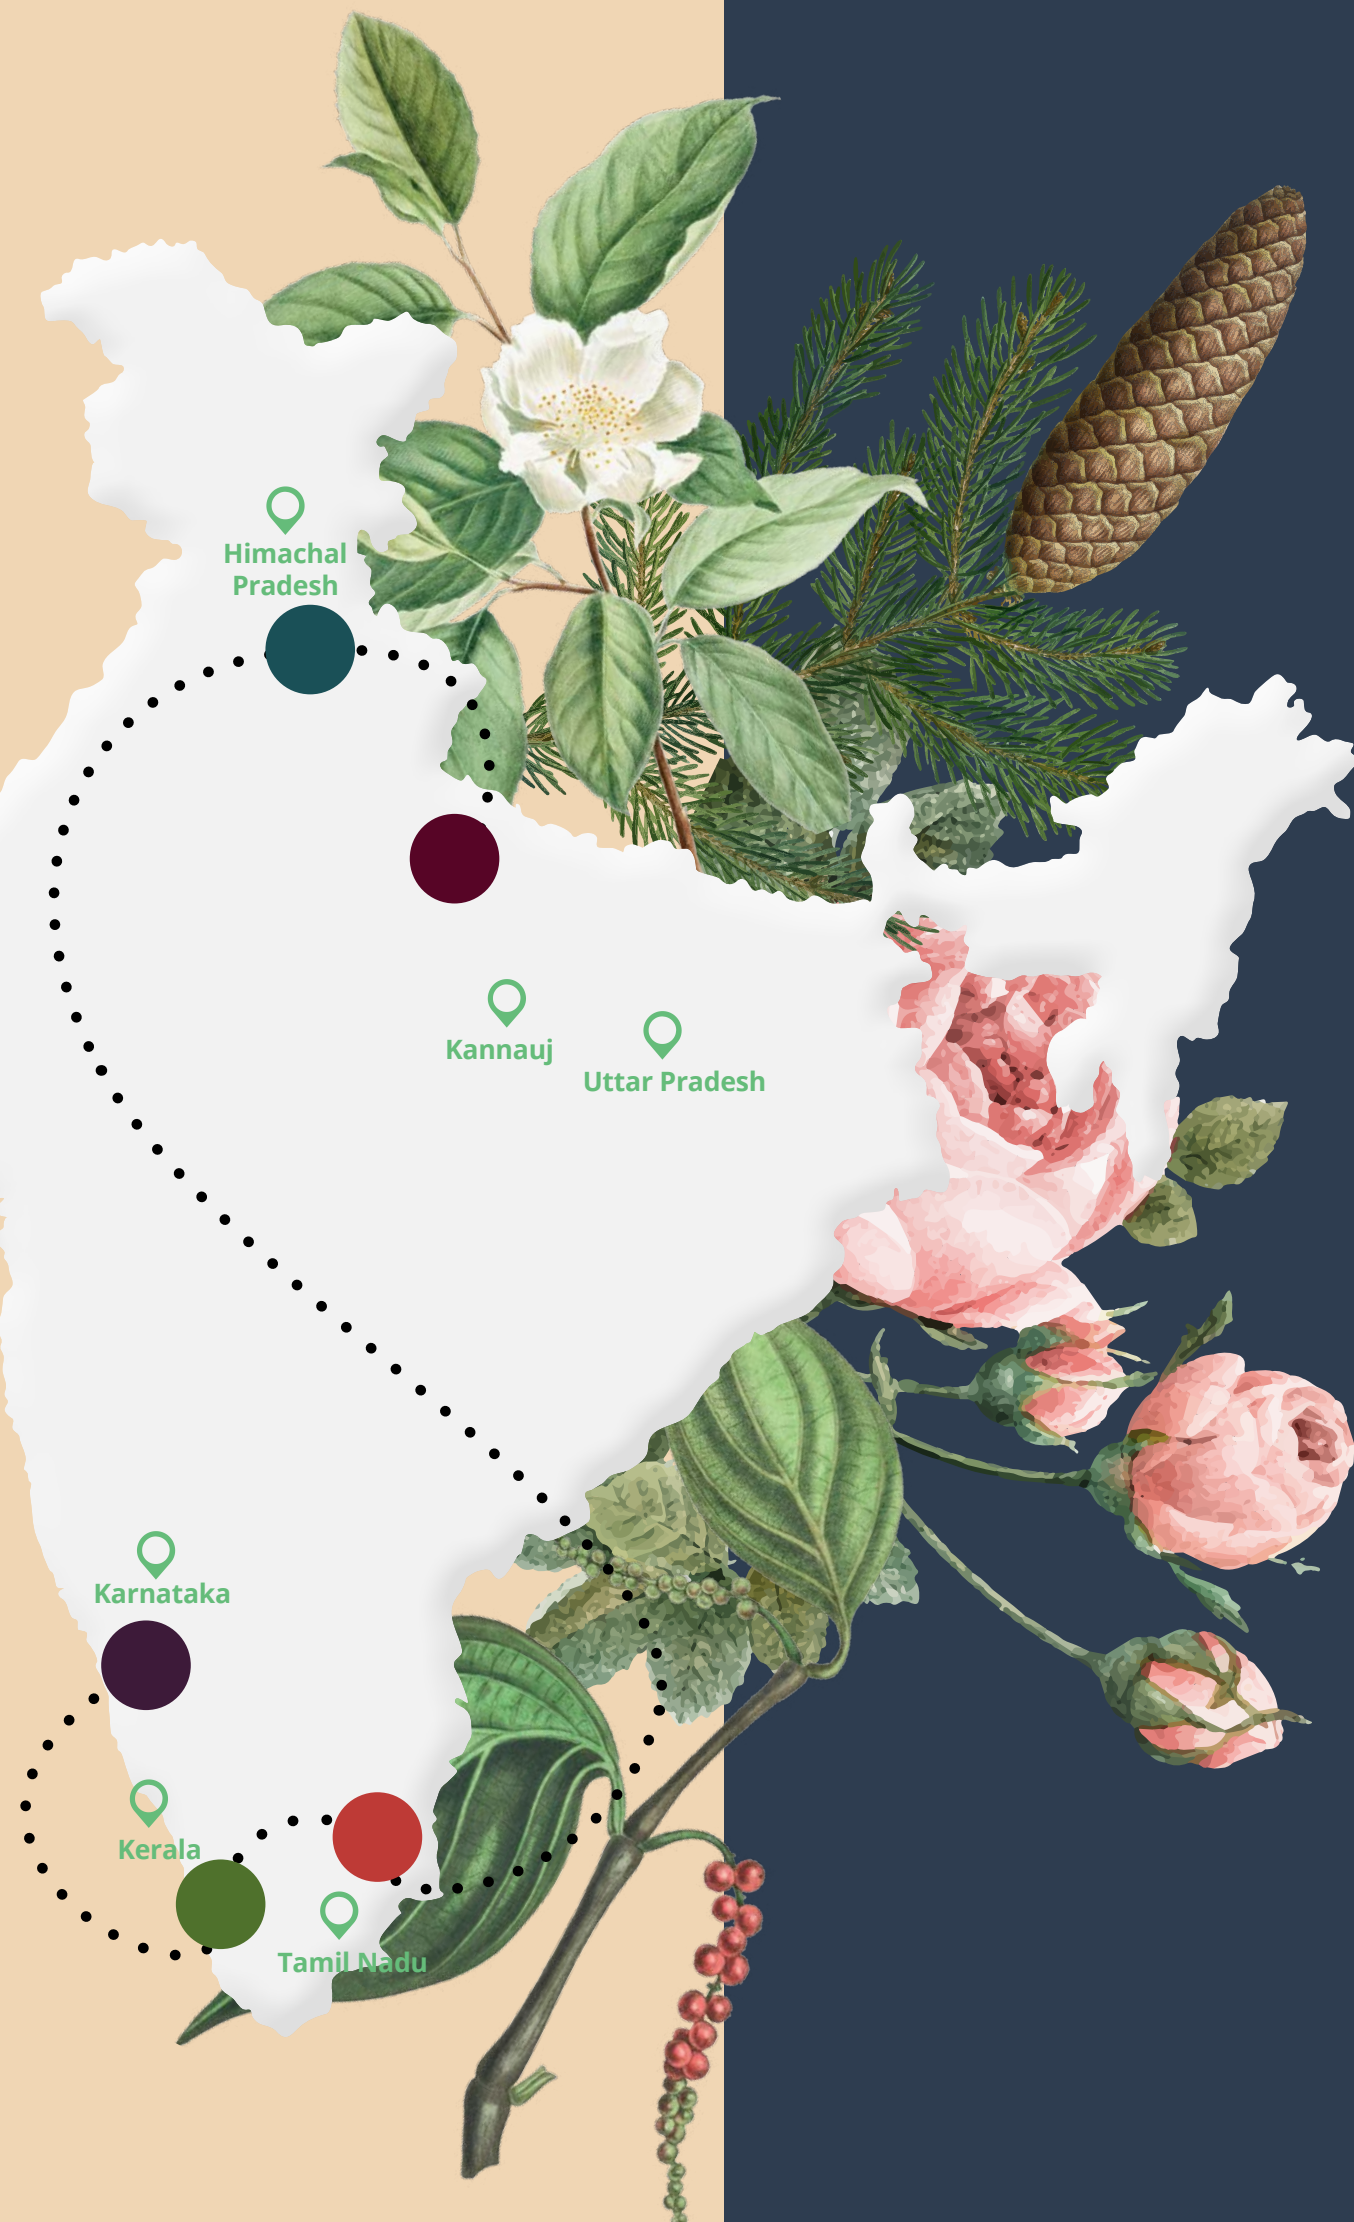 Himachal
Pradesh
Kannauj
Uttar Pradesh
Karnataka
Kerala
Tamil Nadu